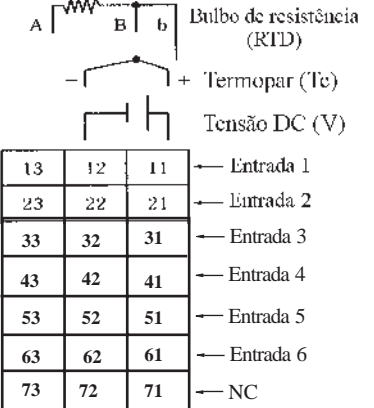 A B b Bulbo de resistência
(RTD)
− + Termopar (Tc)
Tensão DC (V)
13 12 11 Entrada 1
23 22 21 Entrada 2
33 32 31 Entrada 3
43 42 41 Entrada 4
53 52 51 Entrada 5
63 62 61 Entrada 6
73 72 71 NC